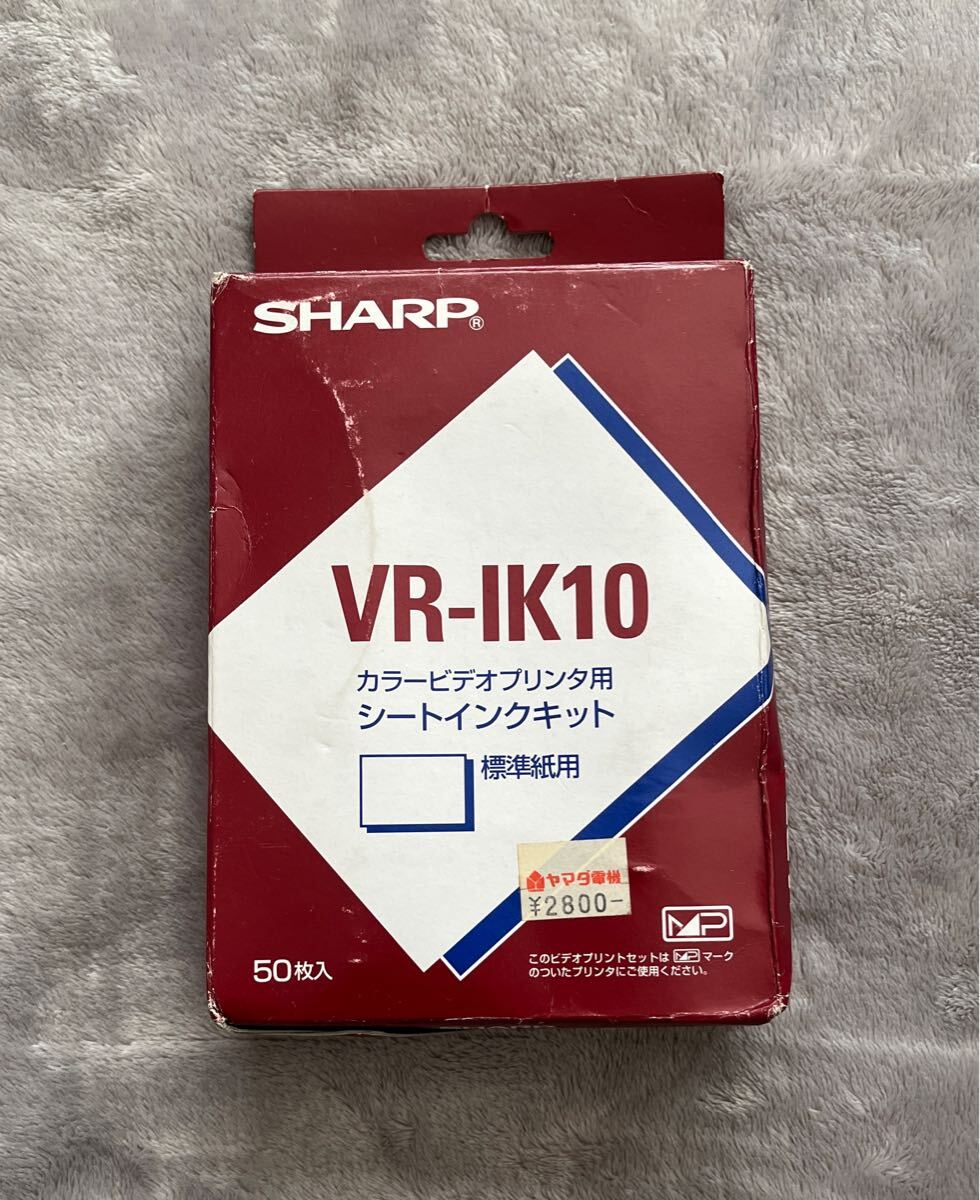 SHARP®
VR-IK10
カラービデオプリンタ用
シートインクキット
標準紙用
ヤマダ電機
¥2800-
MP
50枚入
このビデオプリントセットは MP マーク
のついたプリンタにご使用ください。